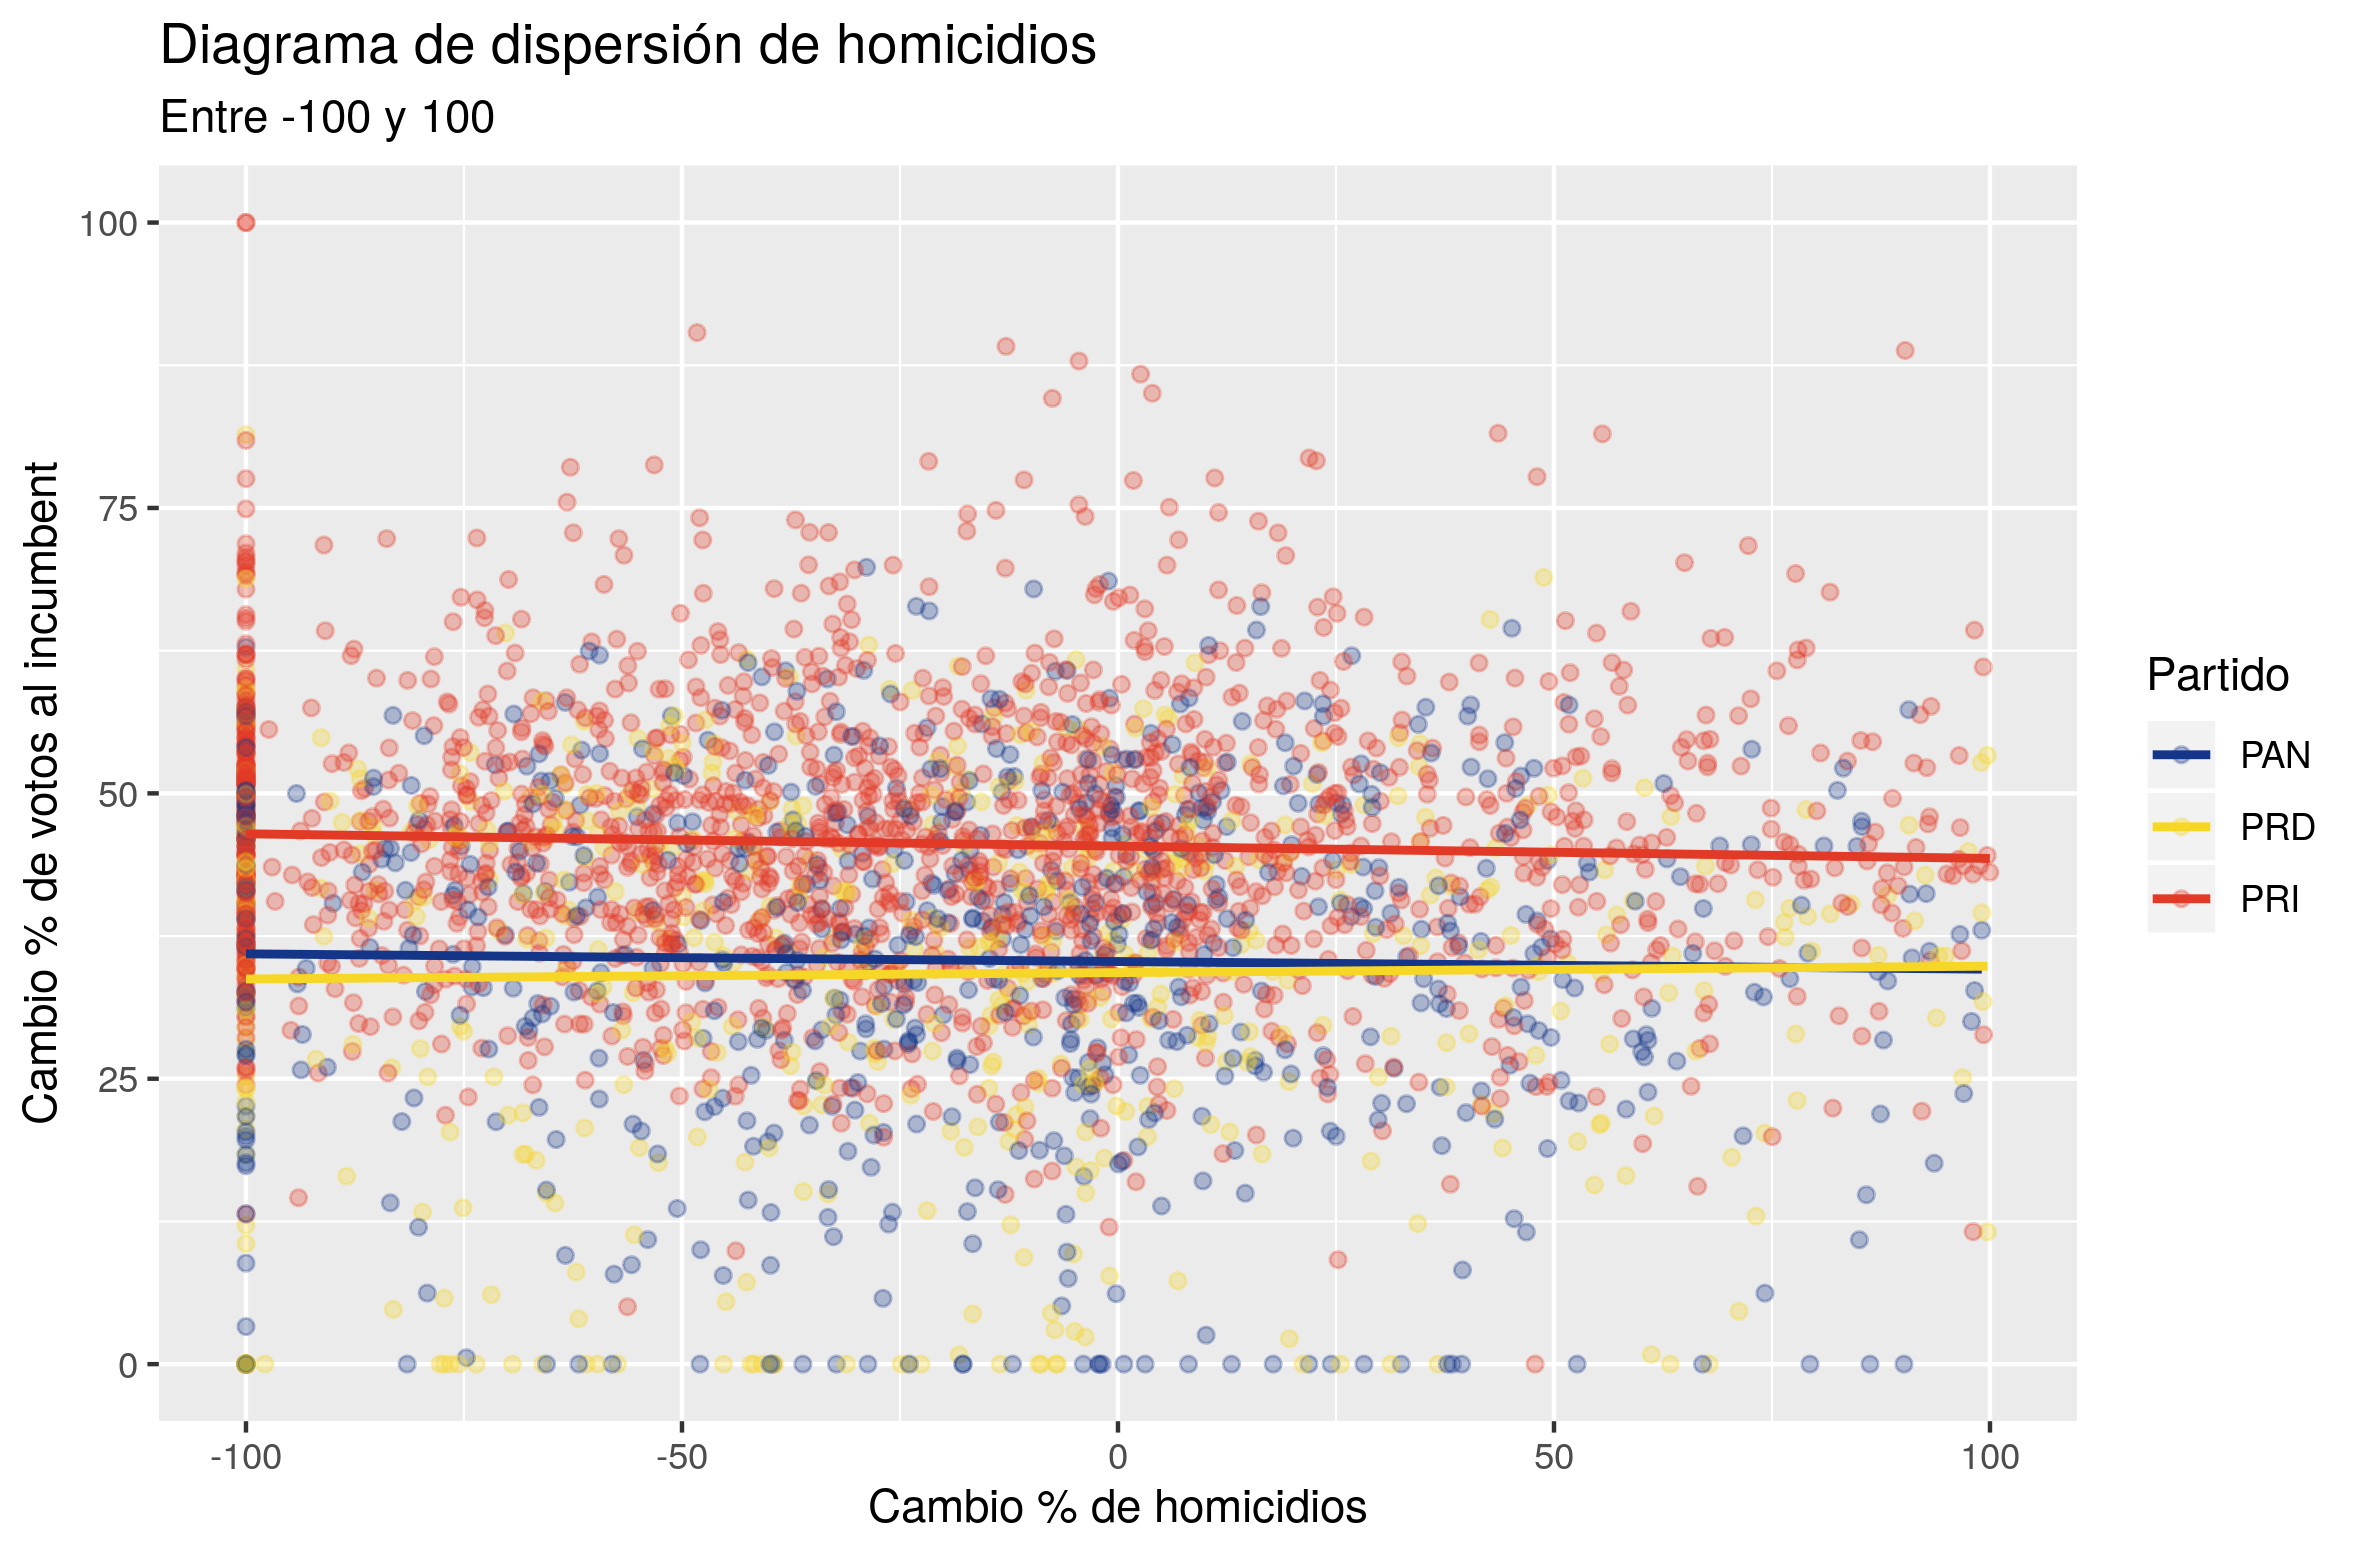 Diagrama de dispersión de homicidios
Entre -100 y 100
Cambio % de votos al incumbent
100
75
50
25
0
-100
-50
0
50
100
Cambio % de homicidios
Partido
PAN
PRD
PRI